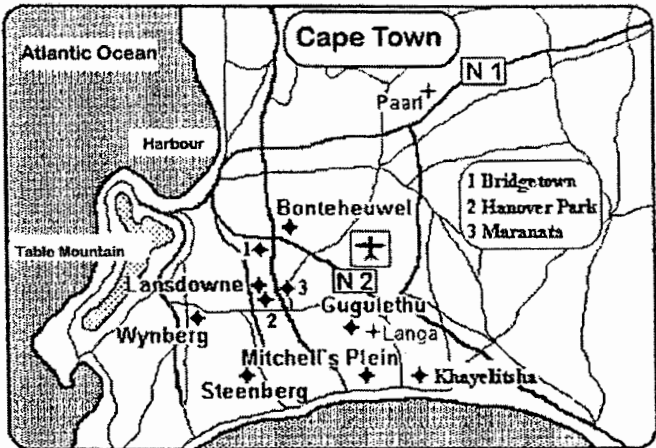 Cape Town
Atlantic Ocean
N 1
Paarl
Harbour
1 Bridgetown
2 Hanover Park
3 Maranata
Bonteheuwel
Table Mountain
1
Lansdowne
3
N 2
2
Gugulethu
Langa
Wynberg
Mitchell's Plein
Khayelitsha
Steenberg